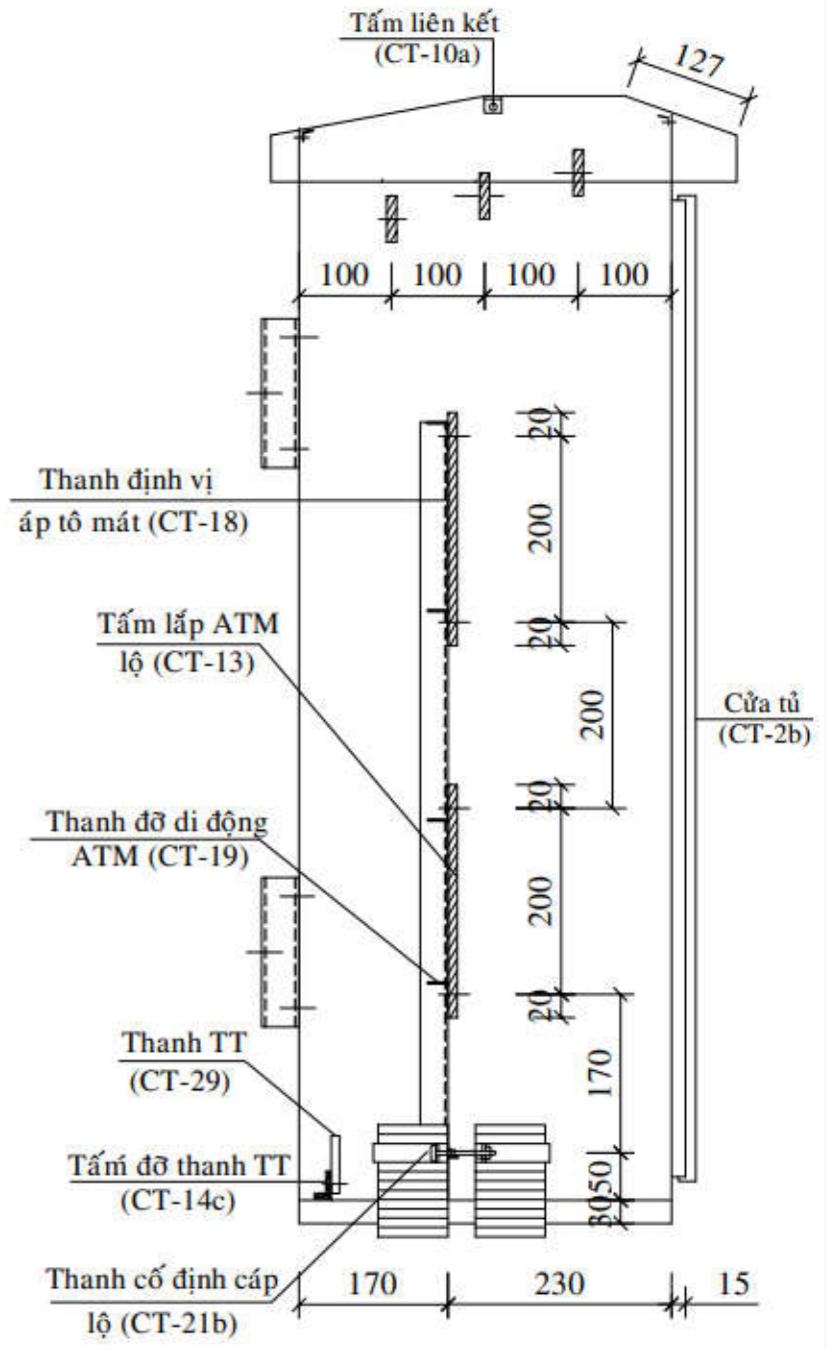 Tấm liên kết
(CT-10a)
127
100 100 100 100
Thanh định vị
áp tô mát (CT-18)
20
200
20
Tấm lắp ATM
lộ (CT-13)
200
Cửa tủ
(CT-2b)
20
Thanh đỡ di động
ATM (CT-19)
200
20
Thanh TT
(CT-29)
170
Tấm đỡ thanh TT
(CT-14c)
50
30
Thanh cố định cáp
lộ (CT-21b)
170 230 15